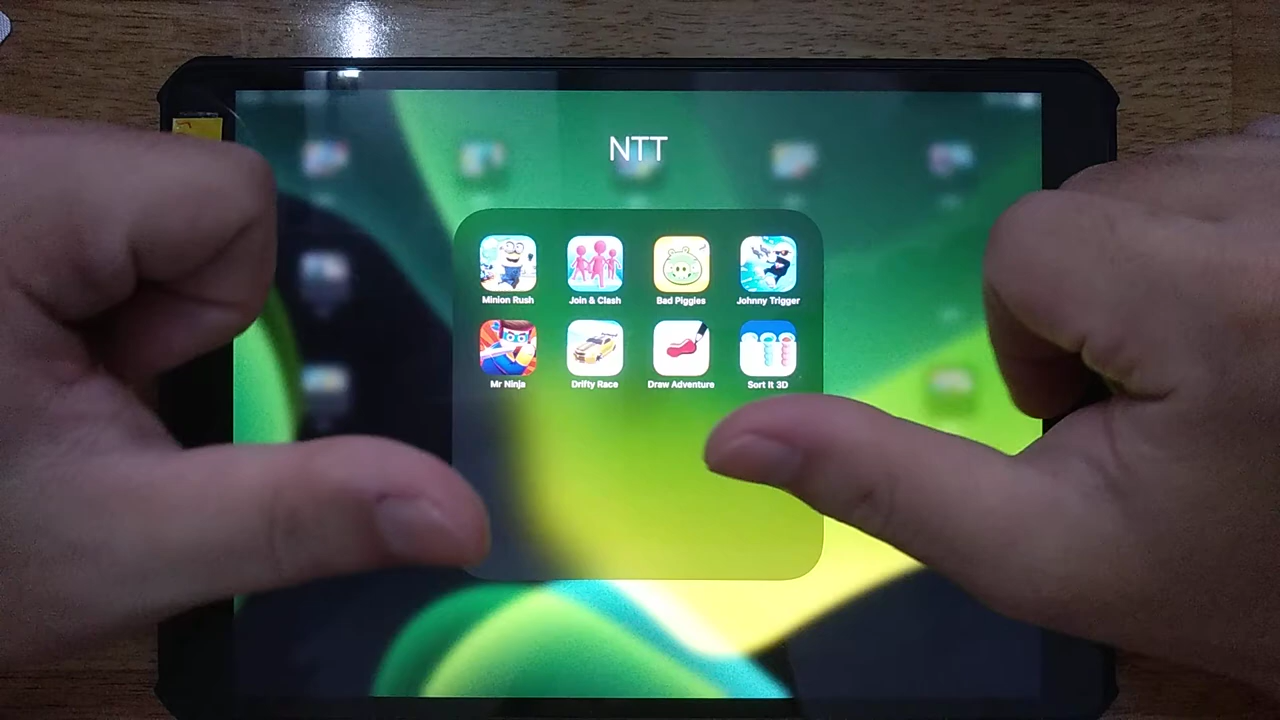 NTT
Minion Rush Join & Clash Bad Piggies Johnny Trigger
Mr Ninja Drifty Race Draw Adventure Sort It 3D